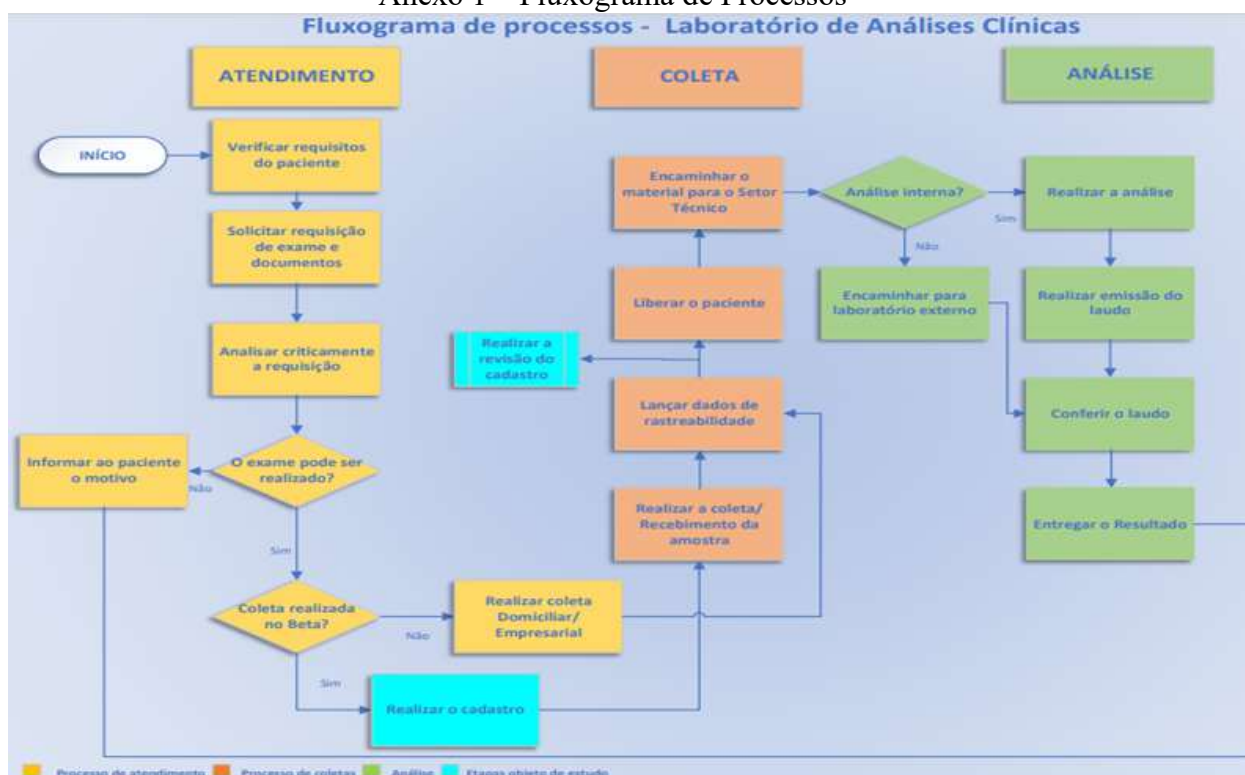 Anexo 1 – Fluxograma de Processos
Fluxograma de processos - Laboratório de Análises Clínicas
ATENDIMENTO
COLETA
ANÁLISE
INÍCIO
Verificar requisitos
do paciente
Solicitar requisição
de exame e
documentos
Analisar criticamente
a requisição
O exame pode ser
realizado?
Não
Informar ao paciente
o motivo
Sim
Coleta realizada
no Beta?
Não
Realizar coleta
Domiciliar/
Empresarial
Sim
Realizar o cadastro
Encaminhar o
material para o Setor
Técnico
Liberar o paciente
Realizar a
revisão do
cadastro
Lançar dados de
rastreabilidade
Realizar a coleta/
Recebimento da
amostra
Análise interna?
Sim
Não
Encaminhar para
laboratório externo
Realizar a análise
Realizar emissão do
laudo
Conferir o laudo
Entregar o Resultado
Processo de atendimento
Processo de coletas
Análise
Etapas objeto de estudo